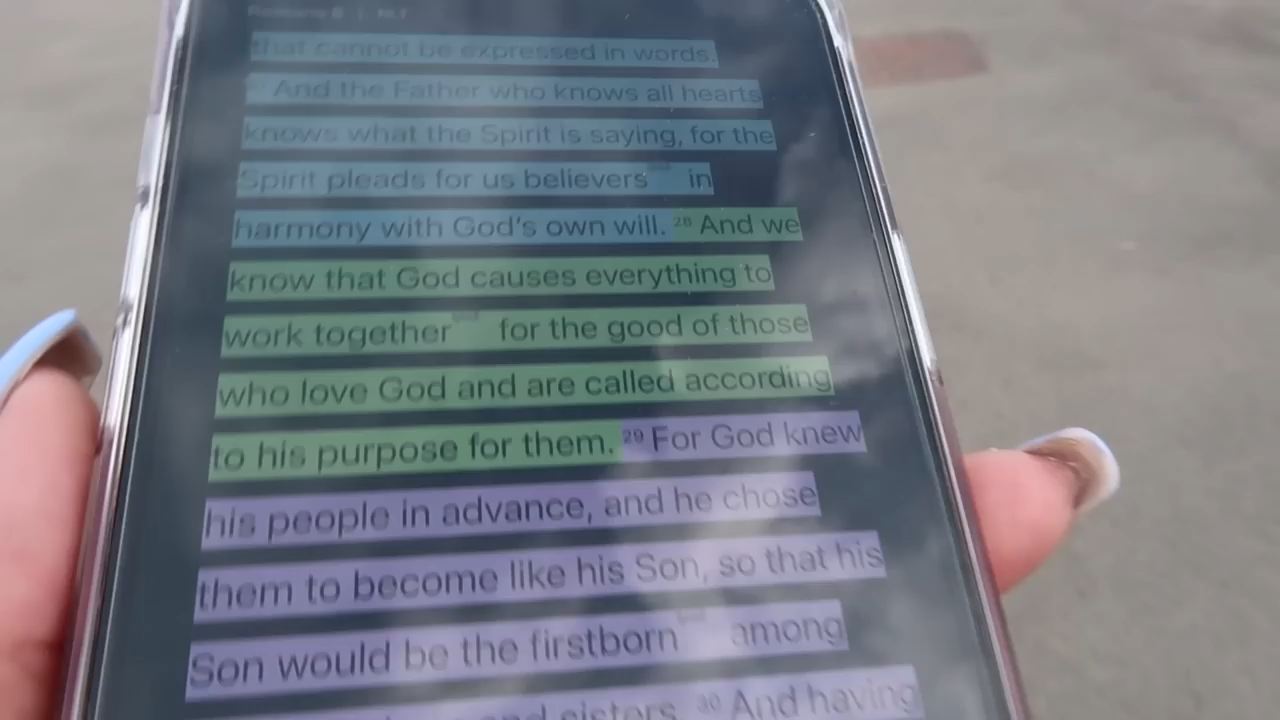 Romans 8 | NLT
that cannot be expressed in words.
And the Father who knows all hearts
knows what the Spirit is saying, for the
Spirit pleads for us believers in
harmony with God's own will. 28 And we
know that God causes everything to
work together for the good of those
who love God and are called according
to his purpose for them. 29 For God knew
his people in advance, and he chose
them to become like his Son, so that his
Son would be the firstborn among
and sisters. 30 And having